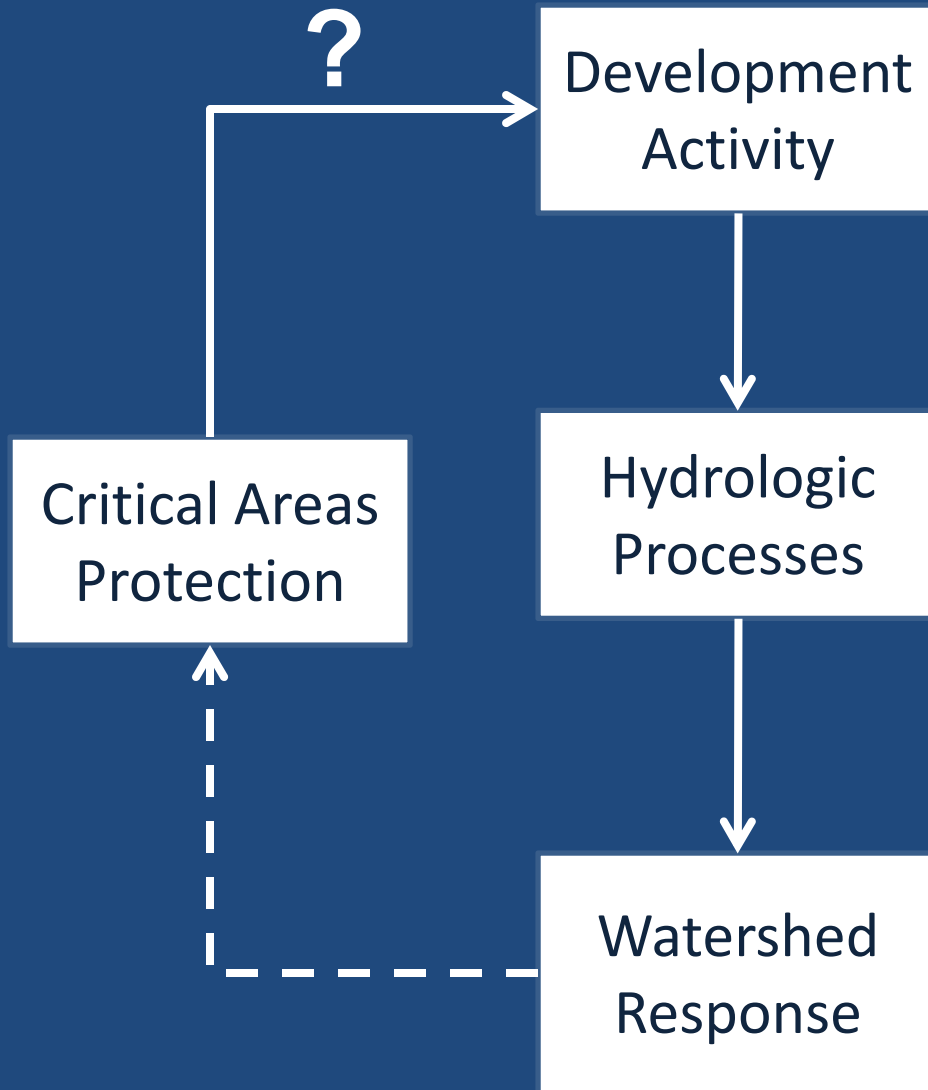 ?
Development
Activity
Hydrologic
Processes
Critical Areas
Protection
Watershed
Response